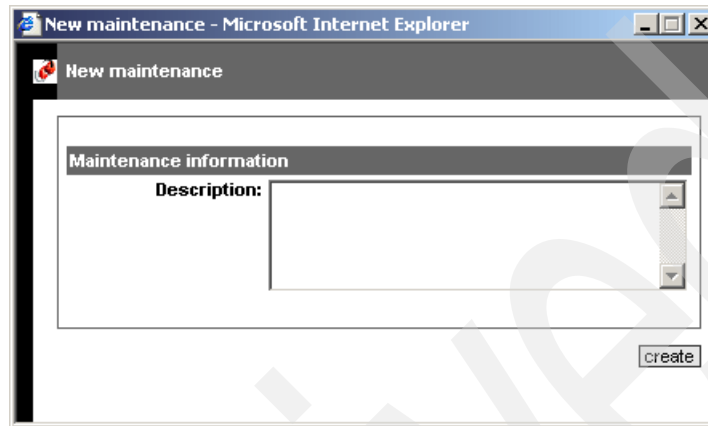 New maintenance - Microsoft Internet Explorer
New maintenance
Maintenance information
Description:
create